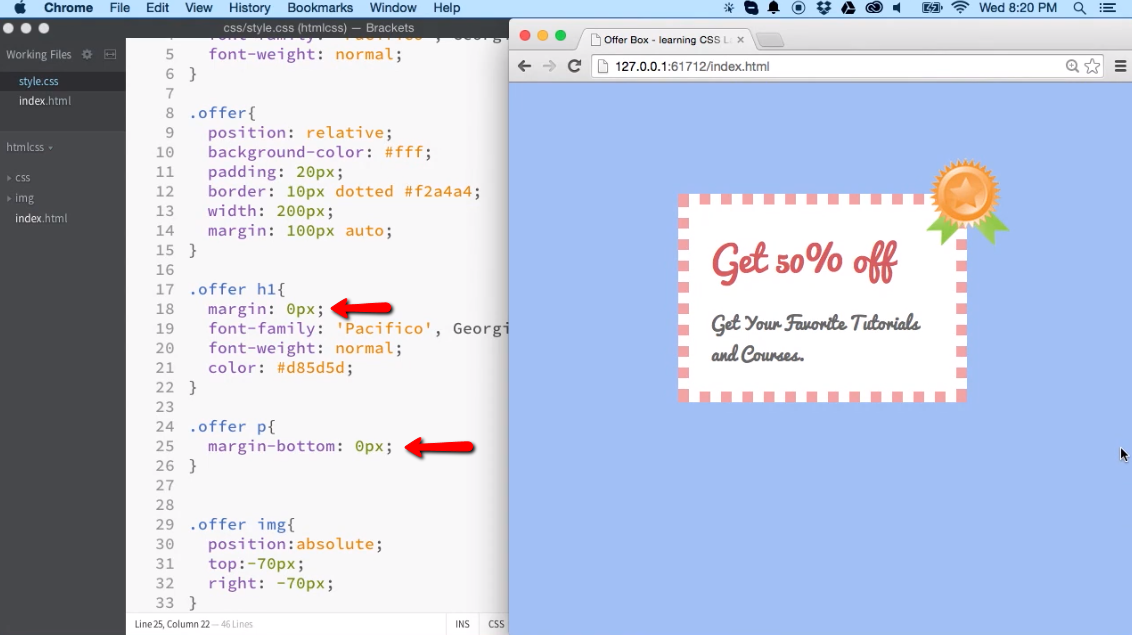 Chrome File Edit View History Bookmarks Window Help Wed 8:20 PM
css/style.css (htmlcss) — Brackets
Working Files
style.css
index.html
htmlcss
css
img
index.html
5 font-weight: normal;
6 }
7
8 .offer{
9 position: relative;
10 background-color: #fff;
11 padding: 20px;
12 border: 10px dotted #f2a4a4;
13 width: 200px;
14 margin: 100px auto;
15 }
16
17 .offer h1{
18 margin: 0px;
19 font-family: 'Pacifico', Georgi
20 font-weight: normal;
21 color: #d85d5d;
22 }
23
24 .offer p{
25 margin-bottom: 0px;
26 }
27
28
29 .offer img{
30 position:absolute;
31 top:-70px;
32 right: -70px;
33 }
Line 25, Column 22 — 46 Lines
INS CSS
Offer Box - learning CSS L
127.0.0.1:61712/index.html
Get 50% off
Get Your Favorite Tutorials
and Courses.